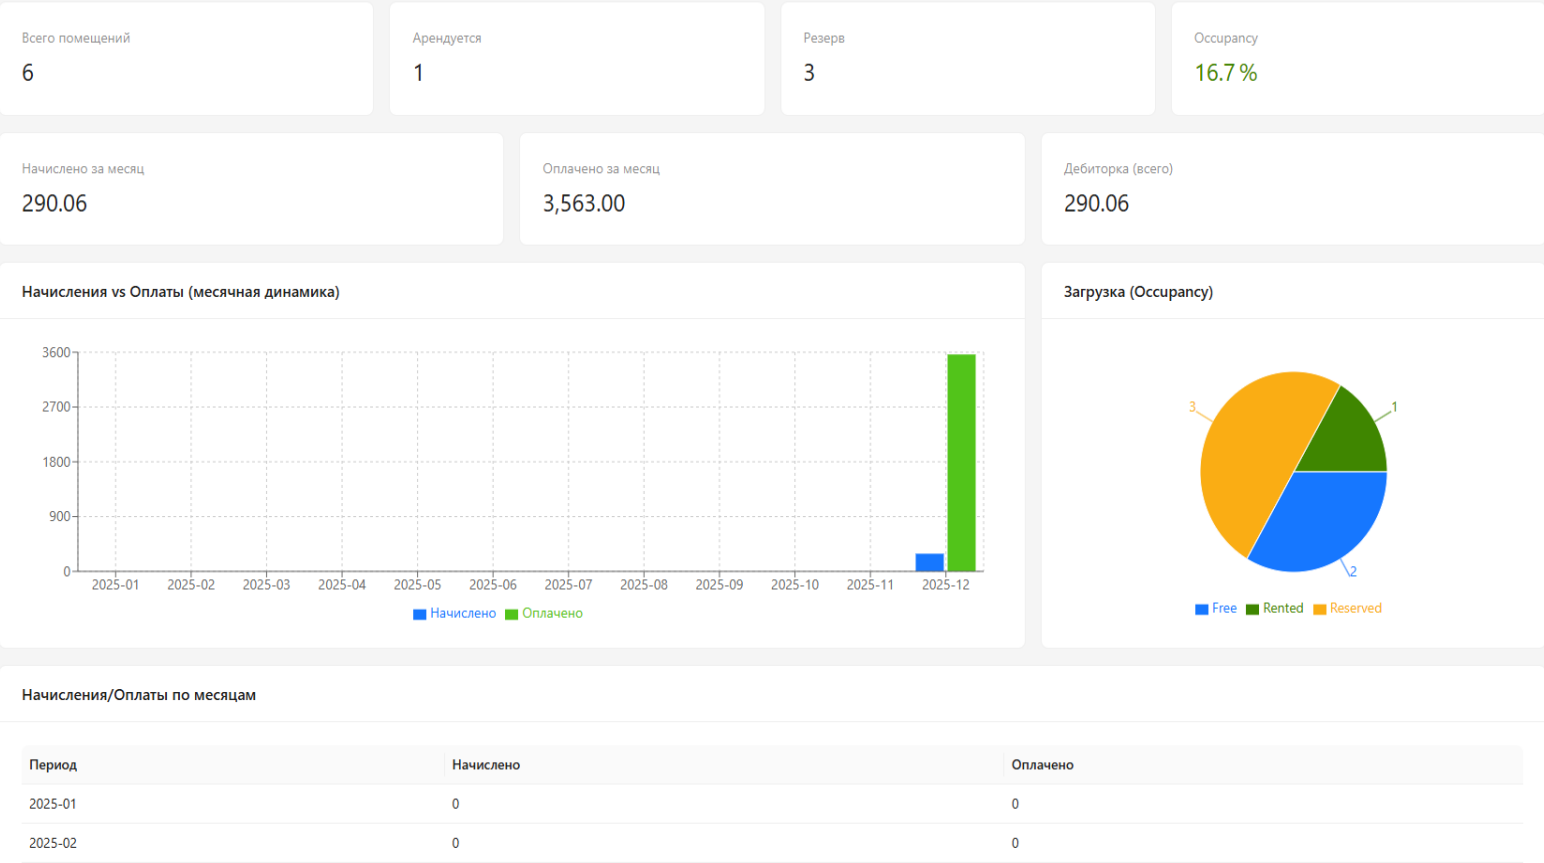 Всего помещений
6
Арендуется
1
Резерв
3
Occupancy
16.7 %
Начислено за месяц
290.06
Оплачено за месяц
3,563.00
Дебиторка (всего)
290.06
Начисления vs Оплаты (месячная динамика)
3600
2700
1800
900
0
2025-01 2025-02 2025-03 2025-04 2025-05 2025-06 2025-07 2025-08 2025-09 2025-10 2025-11 2025-12
Начислено Оплачено
Загрузка (Occupancy)
3
1
2
Free Rented Reserved
Начисления/Оплаты по месяцам
Период Начислено Оплачено
2025-01 0 0
2025-02 0 0